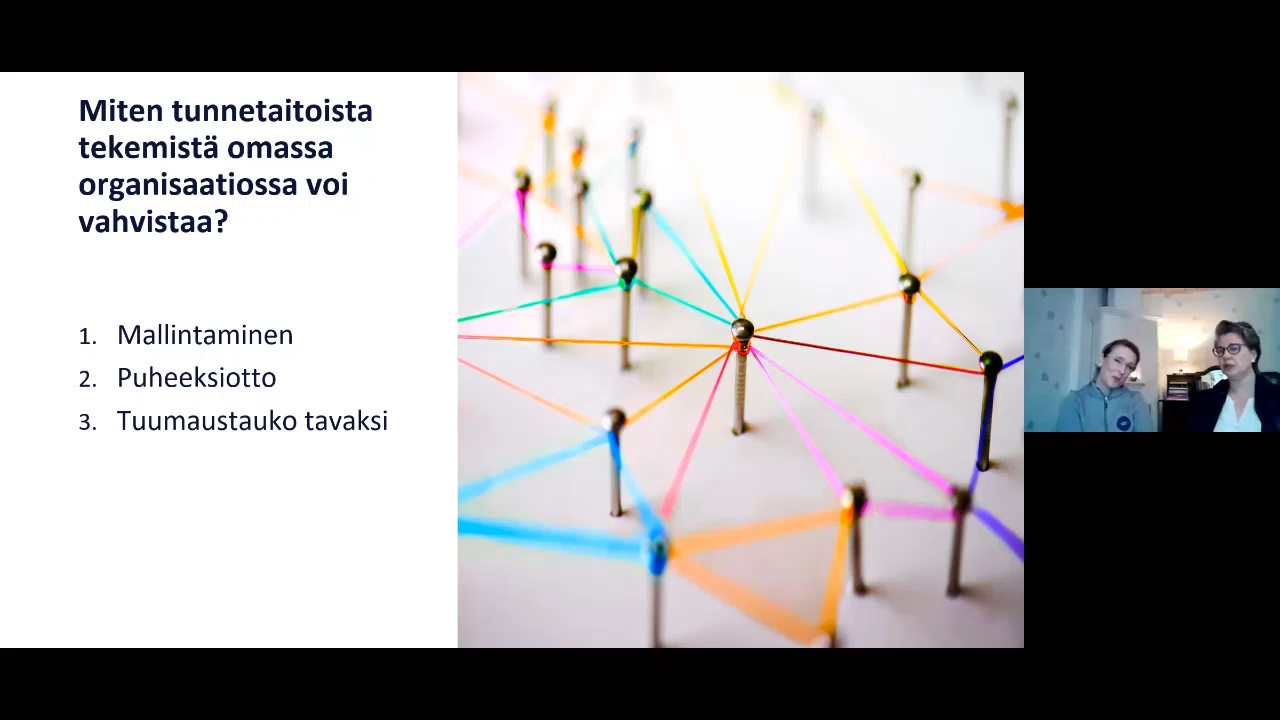 Miten tunnetaitoista
tekemistä omassa
organisaatiossa voi
vahvistaa?
1. Mallintaminen
2. Puheeksiotto
3. Tuumaustauko tavaksi